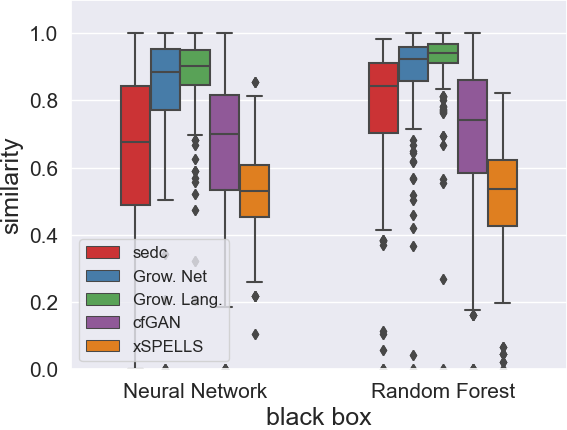 1.0
0.8
0.6
0.4
0.2
0.0
similarity
sedc
Grow. Net
Grow. Lang.
cfGAN
xSPELLS
Neural Network
Random Forest
black box